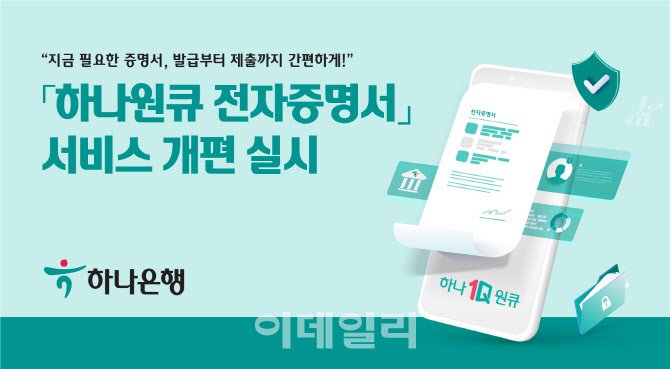 “지금 필요한 증명서, 발급부터 제출까지 간편하게!”
「하나원큐 전자증명서」
서비스 개편 실시
전자증명서
하나 1Q 원큐
하나은행
이데일리